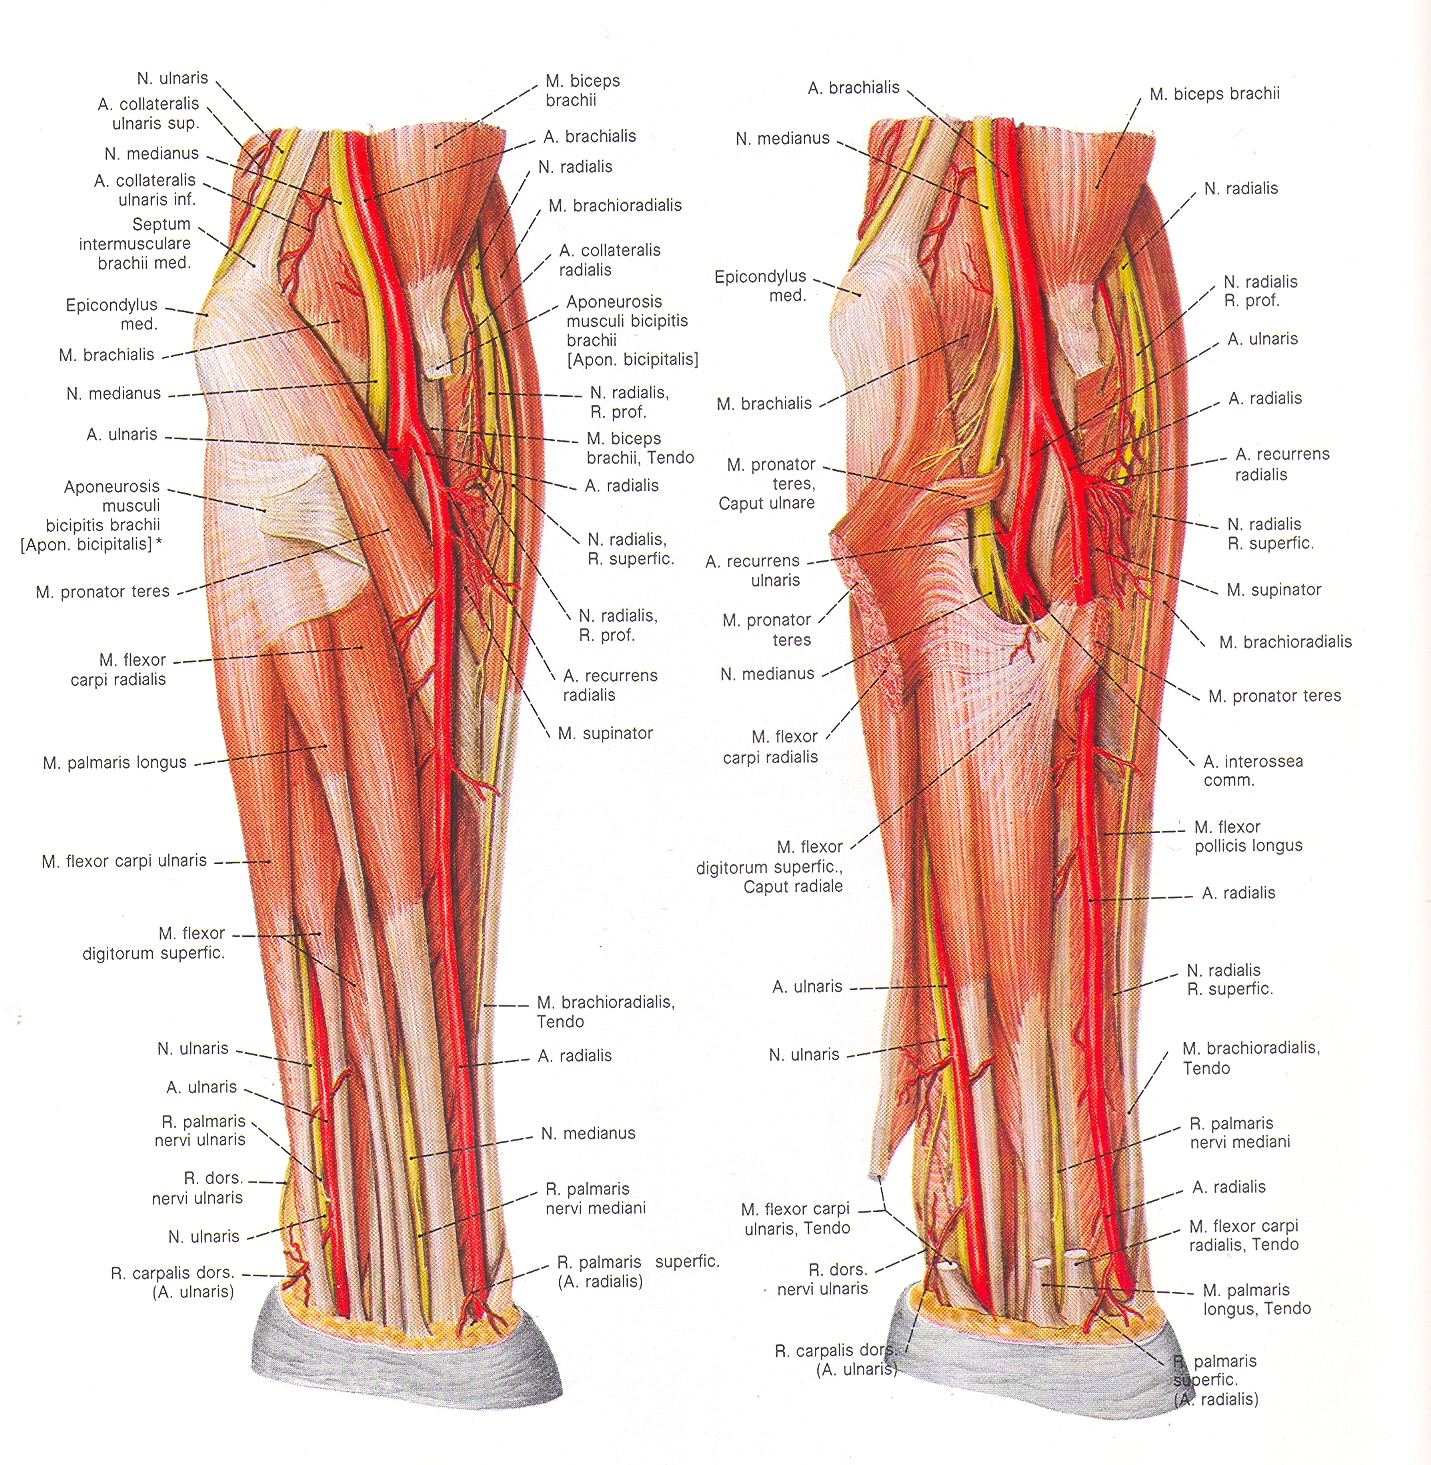 N. ulnaris
A. collateralis
ulnaris sup.
N. medianus
A. collateralis
ulnaris inf.
Septum
intermusculare
brachii med.
Epicondylus
med.
M. brachialis
N. medianus
A. ulnaris
Aponeurosis
musculi
bicipitis brachii
[Apon. bicipitalis]*
M. pronator teres
M. flexor
carpi radialis
M. palmaris longus
M. flexor carpi ulnaris
M. flexor
digitorum superfic.
N. ulnaris
A. ulnaris
R. palmaris
nervi ulnaris
R. dors.
nervi ulnaris
N. ulnaris
R. carpalis dors.
(A. ulnaris)
M. biceps
brachii
A. brachialis
N. radialis
M. brachioradialis
A. collateralis
radialis
Aponeurosis
musculi bicipitis
brachii
[Apon. bicipitalis]
N. radialis,
R. prof.
M. biceps
brachii, Tendo
A. radialis
N. radialis,
R. superfic.
N. radialis,
R. prof.
A. recurrens
radialis
M. supinator
M. brachioradialis,
Tendo
A. radialis
N. medianus
R. palmaris
nervi mediani
R. palmaris superfic.
(A. radialis)
A. brachialis
N. medianus
Epicondylus
med.
M. brachialis
M. pronator
teres,
Caput ulnare
A. recurrens
ulnaris
M. pronator
teres
N. medianus
M. flexor
carpi radialis
M. flexor
digitorum superfic.,
Caput radiale
A. ulnaris
N. ulnaris
M. flexor carpi
ulnaris, Tendo
R. dors.
nervi ulnaris
R. carpalis dors.
(A. ulnaris)
M. biceps brachii
N. radialis
N. radialis
R. prof.
A. ulnaris
A. radialis
A. recurrens
radialis
N. radialis
R. superfic.
M. supinator
M. brachioradialis
M. pronator teres
A. interossea
comm.
M. flexor
pollicis longus
A. radialis
N. radialis
R. superfic.
M. brachioradialis,
Tendo
R. palmaris
nervi mediani
A. radialis
M. flexor carpi
radialis, Tendo
M. palmaris
longus, Tendo
R. palmaris
superfic.
(A. radialis)